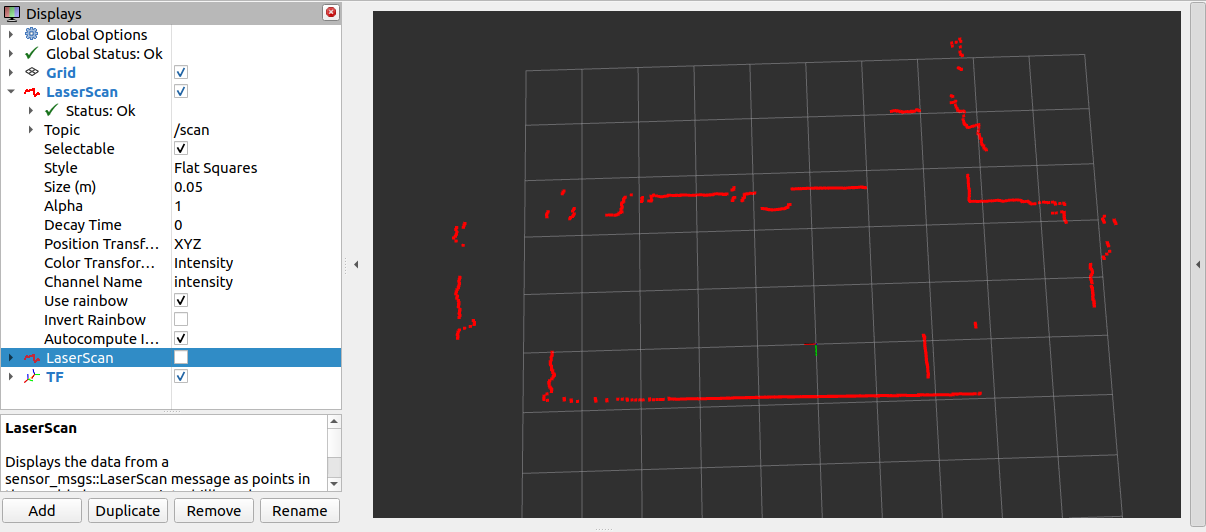 Displays
Global Options
Global Status: Ok
Grid
LaserScan
Status: Ok
Topic /scan
Selectable
Style Flat Squares
Size (m) 0.05
Alpha 1
Decay Time 0
Position Transf… XYZ
Color Transfor… Intensity
Channel Name intensity
Use rainbow
Invert Rainbow
Autocompute I…
LaserScan
TF
LaserScan
Displays the data from a
sensor_msgs::LaserScan message as points in
Add Duplicate Remove Rename